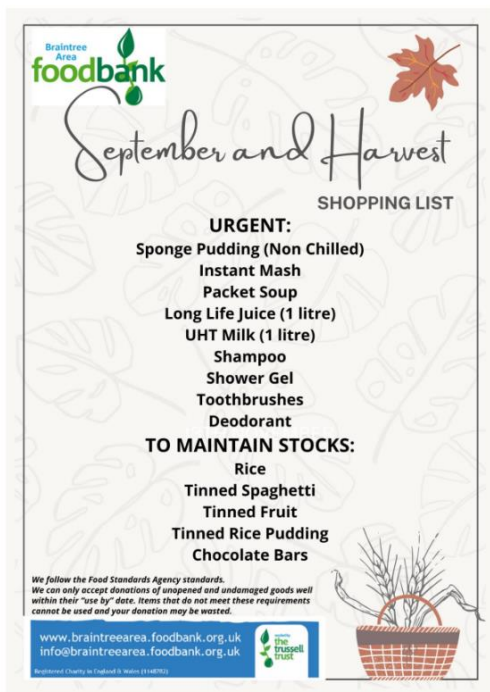 Braintree
Area
foodbank
September and Harvest
SHOPPING LIST
URGENT:
Sponge Pudding (Non Chilled)
Instant Mash
Packet Soup
Long Life Juice (1 litre)
UHT Milk (1 litre)
Shampoo
Shower Gel
Toothbrushes
Deodorant
TO MAINTAIN STOCKS:
Rice
Tinned Spaghetti
Tinned Fruit
Tinned Rice Pudding
Chocolate Bars
We follow the Food Standards Agency standards.
We can only accept donations of unopened and undamaged goods well
within their "use by" date. Items that do not meet these requirements
cannot be used and your donation may be wasted.
www.braintreearea.foodbank.org.uk
info@braintreearea.foodbank.org.uk
the
trussell
trust
Registered Charity in England & Wales